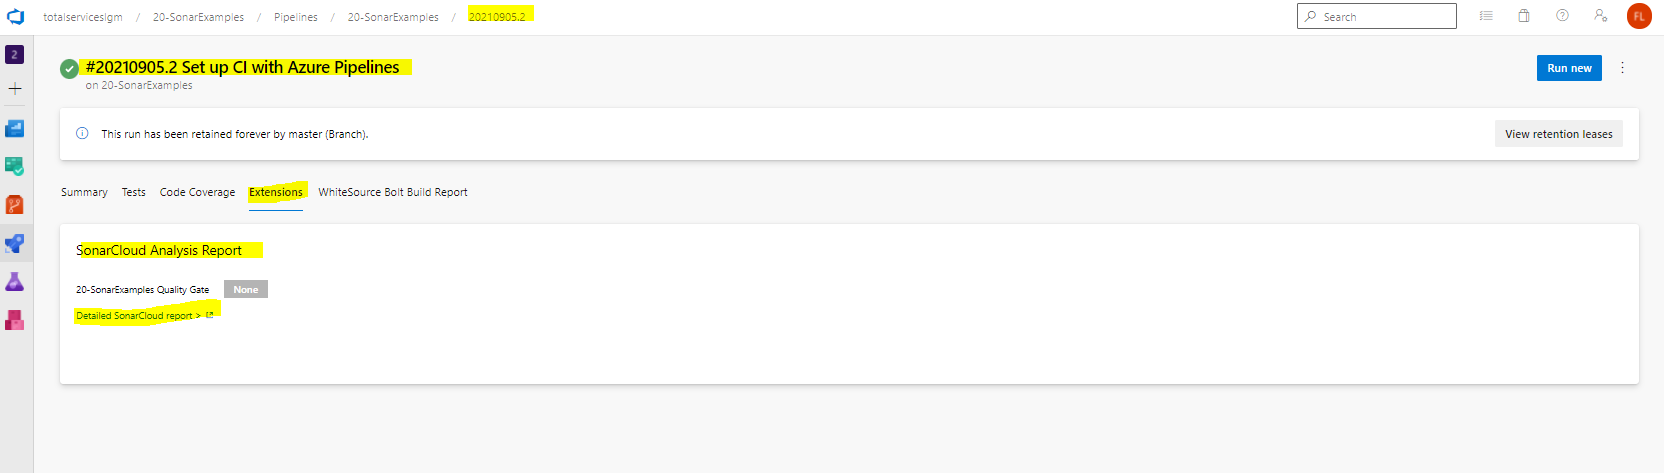 totalserviceslgm / 20-SonarExamples / Pipelines / 20-SonarExamples / 20210905.2
Search
FL
2
#20210905.2 Set up CI with Azure Pipelines
on 20-SonarExamples
Run new
This run has been retained forever by master (Branch).
View retention leases
Summary Tests Code Coverage Extensions WhiteSource Bolt Build Report
SonarCloud Analysis Report
20-SonarExamples Quality Gate None
Detailed SonarCloud report >